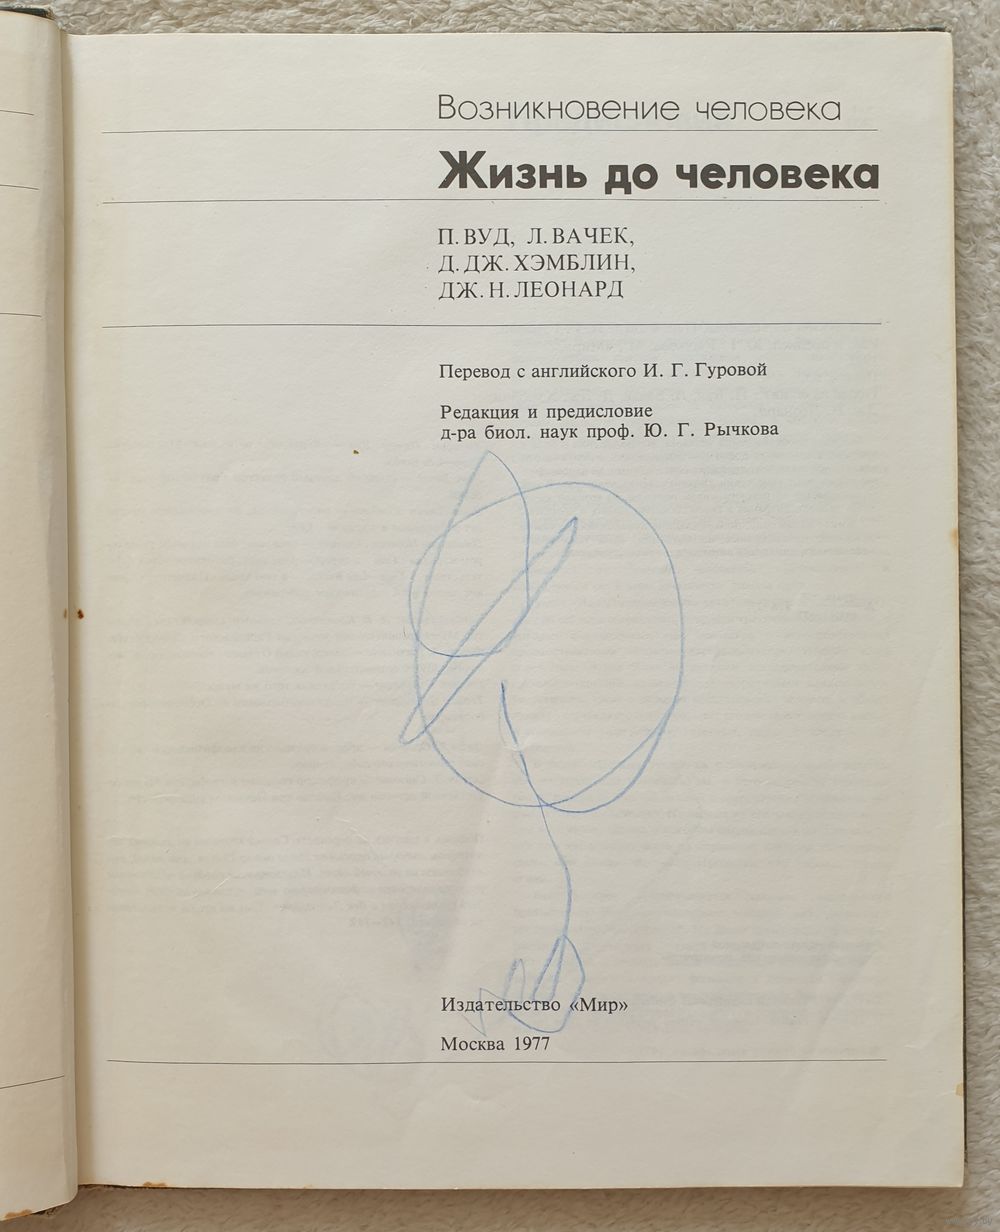 Возникновение человека
Жизнь до человека
П. ВУД, Л. ВАЧЕК,
Д. ДЖ. ХЭМБЛИН,
ДЖ. Н. ЛЕОНАРД
Перевод с английского И. Г. Гуровой
Редакция и предисловие
д-ра биол. наук проф. Ю. Г. Рычкова
Издательство «Мир»
Москва 1977